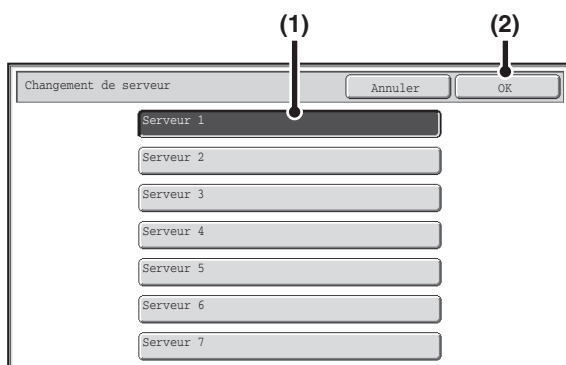 (1) (2)
Changement de serveur Annuler OK
Serveur 1
Serveur 2
Serveur 3
Serveur 4
Serveur 5
Serveur 6
Serveur 7